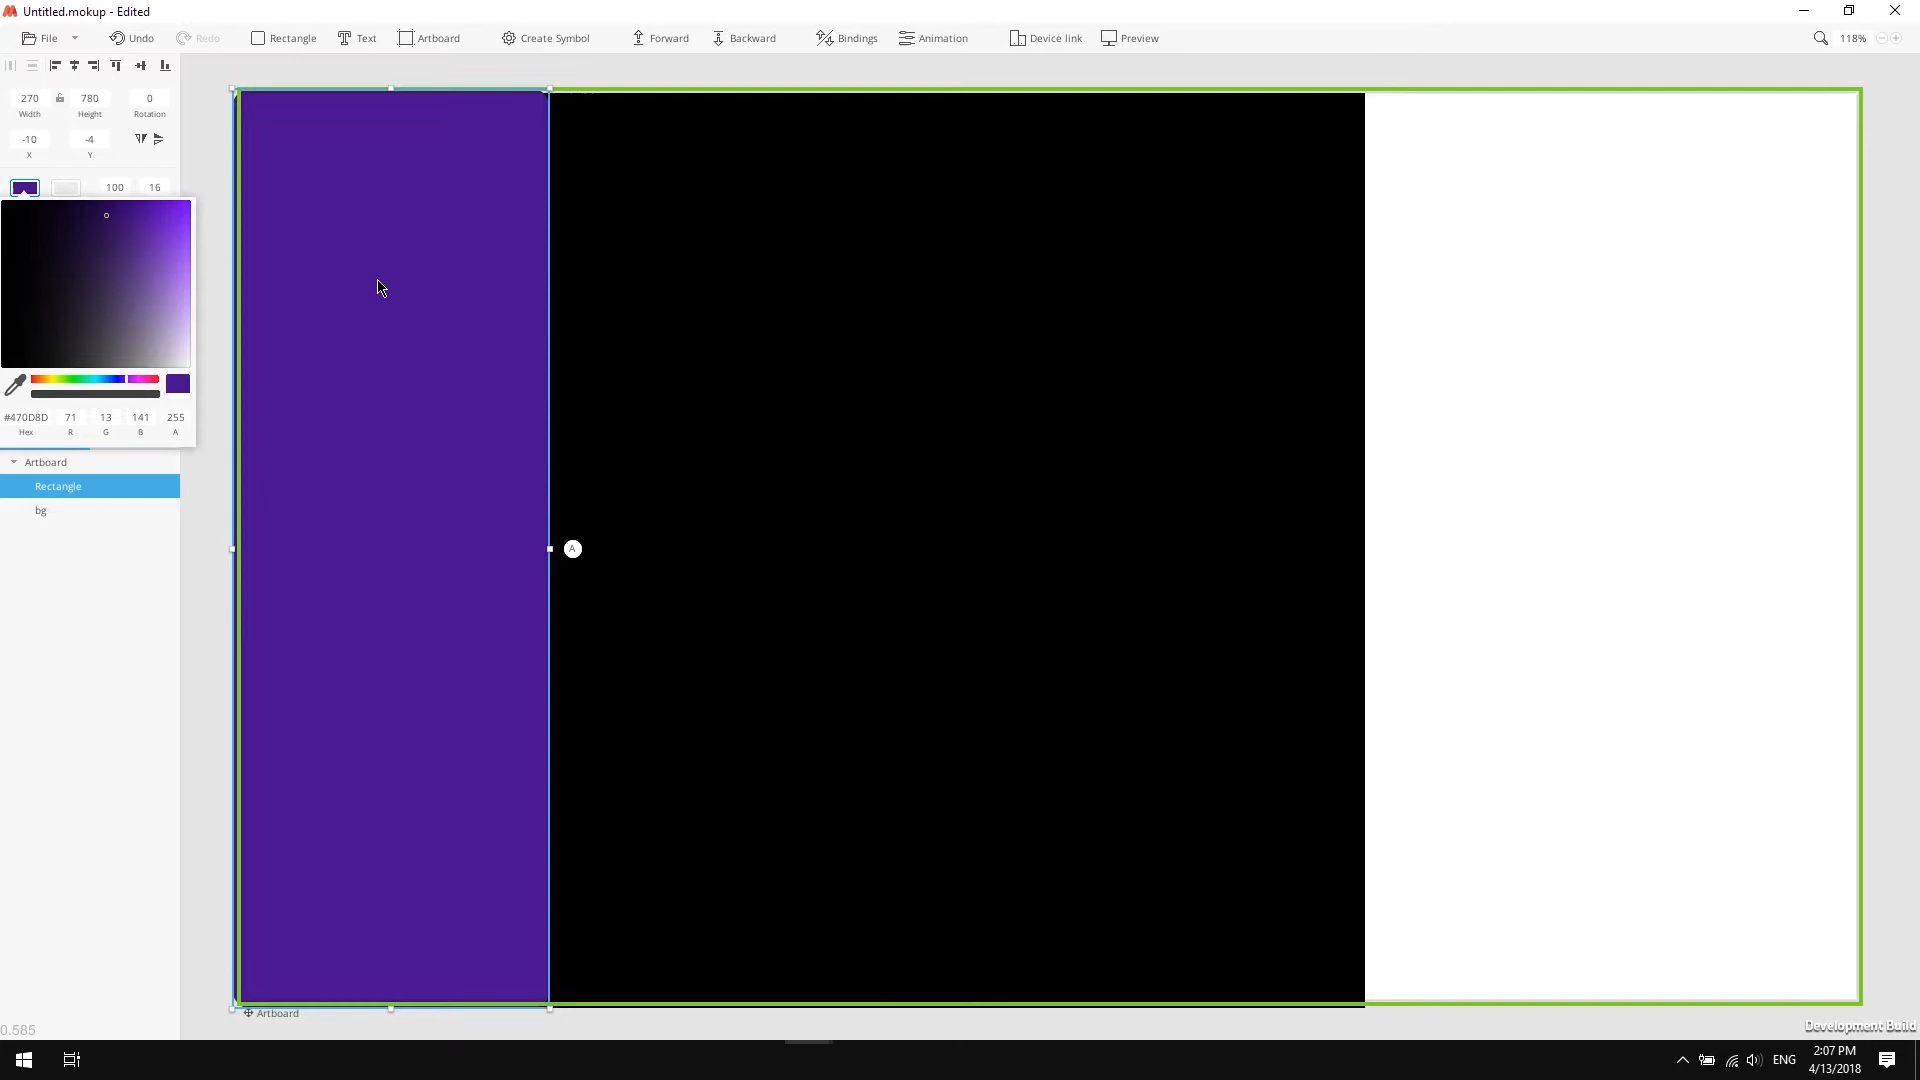 Untitled.mokup - Edited
File Undo Redo Rectangle Text Artboard Create Symbol Forward Backward Bindings Animation Device link Preview 118%
270 780 0
Width Height Rotation
-10 -4
X Y
100 16
#470D8D 71 13 141 255
Hex R G B A
Artboard
Rectangle
bg
A
Artboard
0.585
Development Build
ENG
2:07 PM
4/13/2018